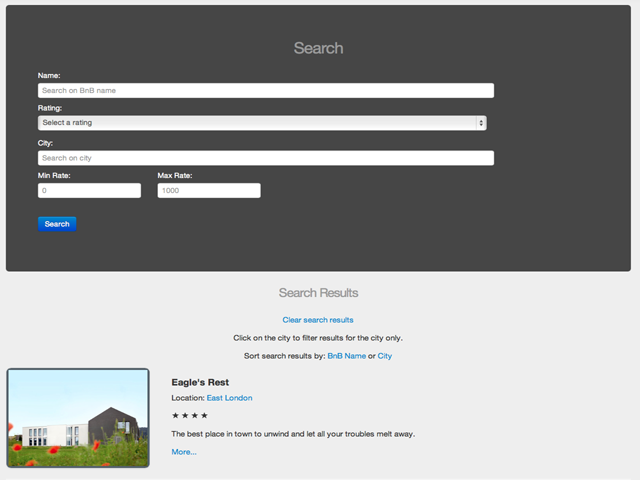 Search
Name:
Search on BnB name
Rating:
Select a rating
City:
Search on city
Min Rate: Max Rate:
0 1000
Search
Search Results
Clear search results
Click on the city to filter results for the city only.
Sort search results by: BnB Name or City
Eagle's Rest
Location: East London
★ ★ ★ ★
The best place in town to unwind and let all your troubles melt away.
More...